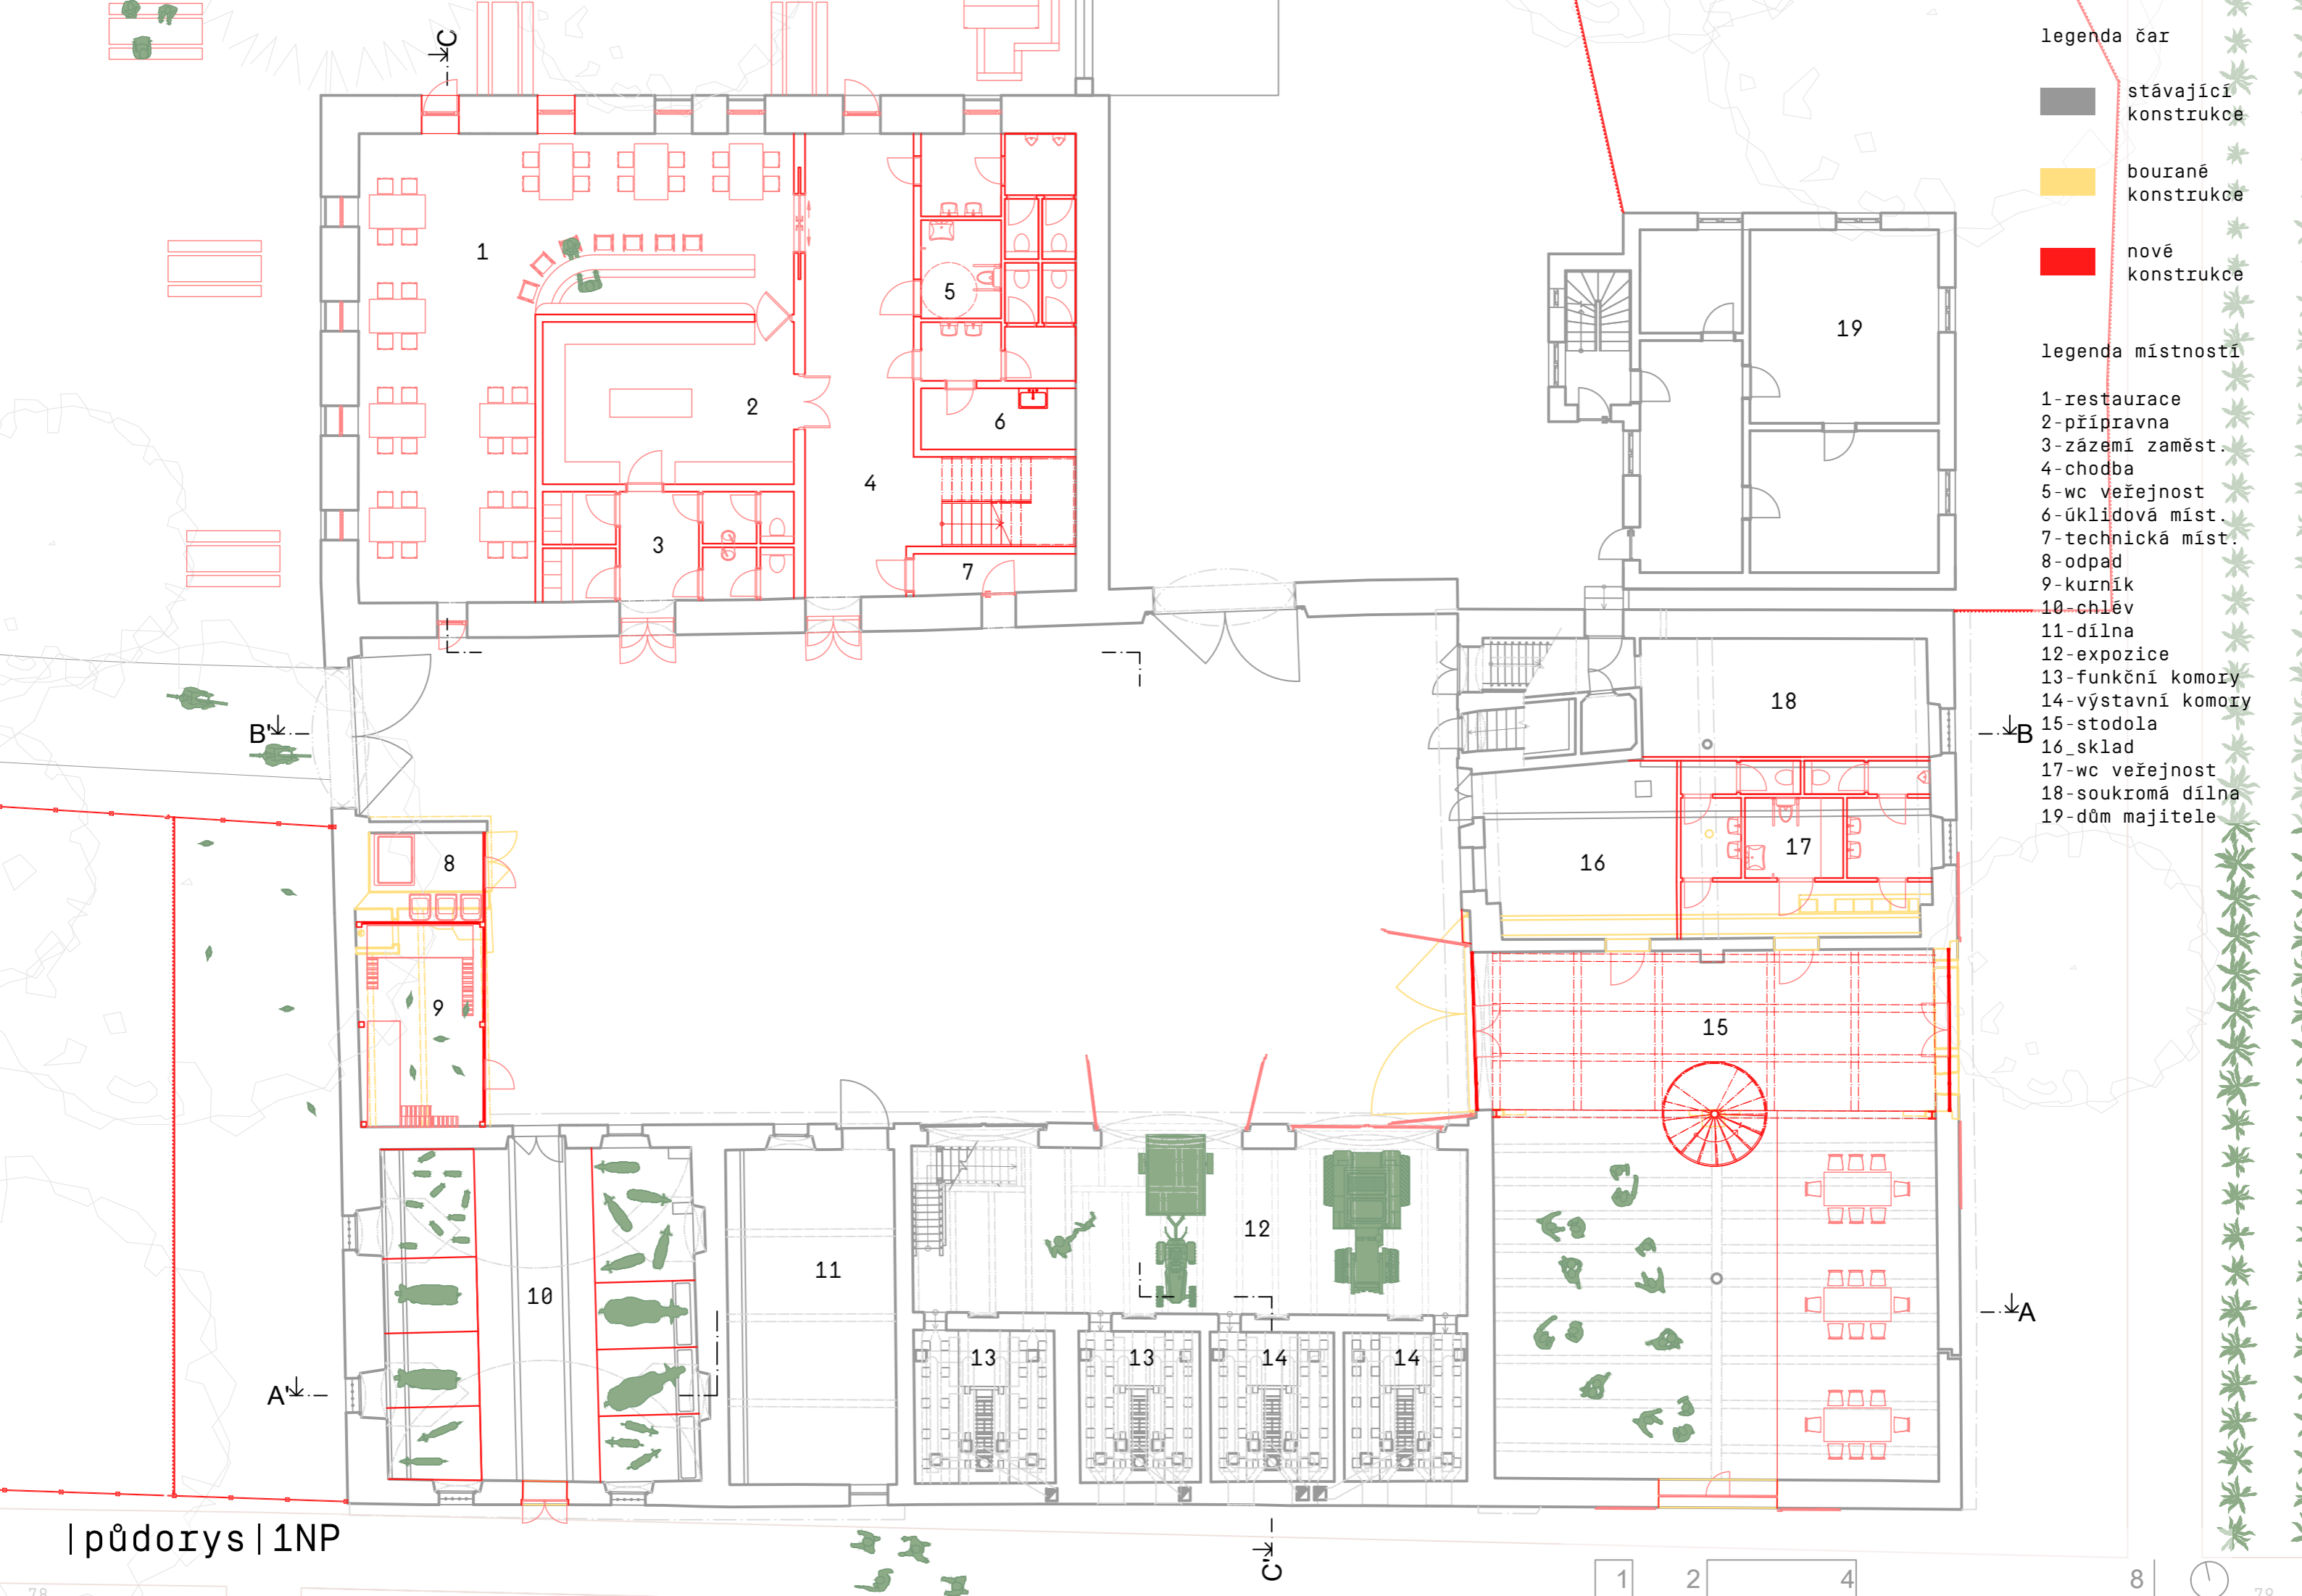 legenda čar
stávající
konstrukce
bourané
konstrukce
nové
konstrukce
legenda místností
1-restaurace
2-přípravna
3-zázemí zaměst.
4-chodba
5-wc veřejnost
6-úklidová míst.
7-technická míst.
8-odpad
9-kurník
10-chlév
11-dílna
12-expozice
13-funkční komory
14-výstavní komory
15-stodola
16_sklad
17-wc veřejnost
18-soukromá dílna
19-dům majitele
C
1
5
2
6
4
3
7
19
B'
B
18
8
16
17
9
15
12
11
10
13
13
14
14
A'
A
C'
|půdorys|1NP
1
2
4
8
78
78